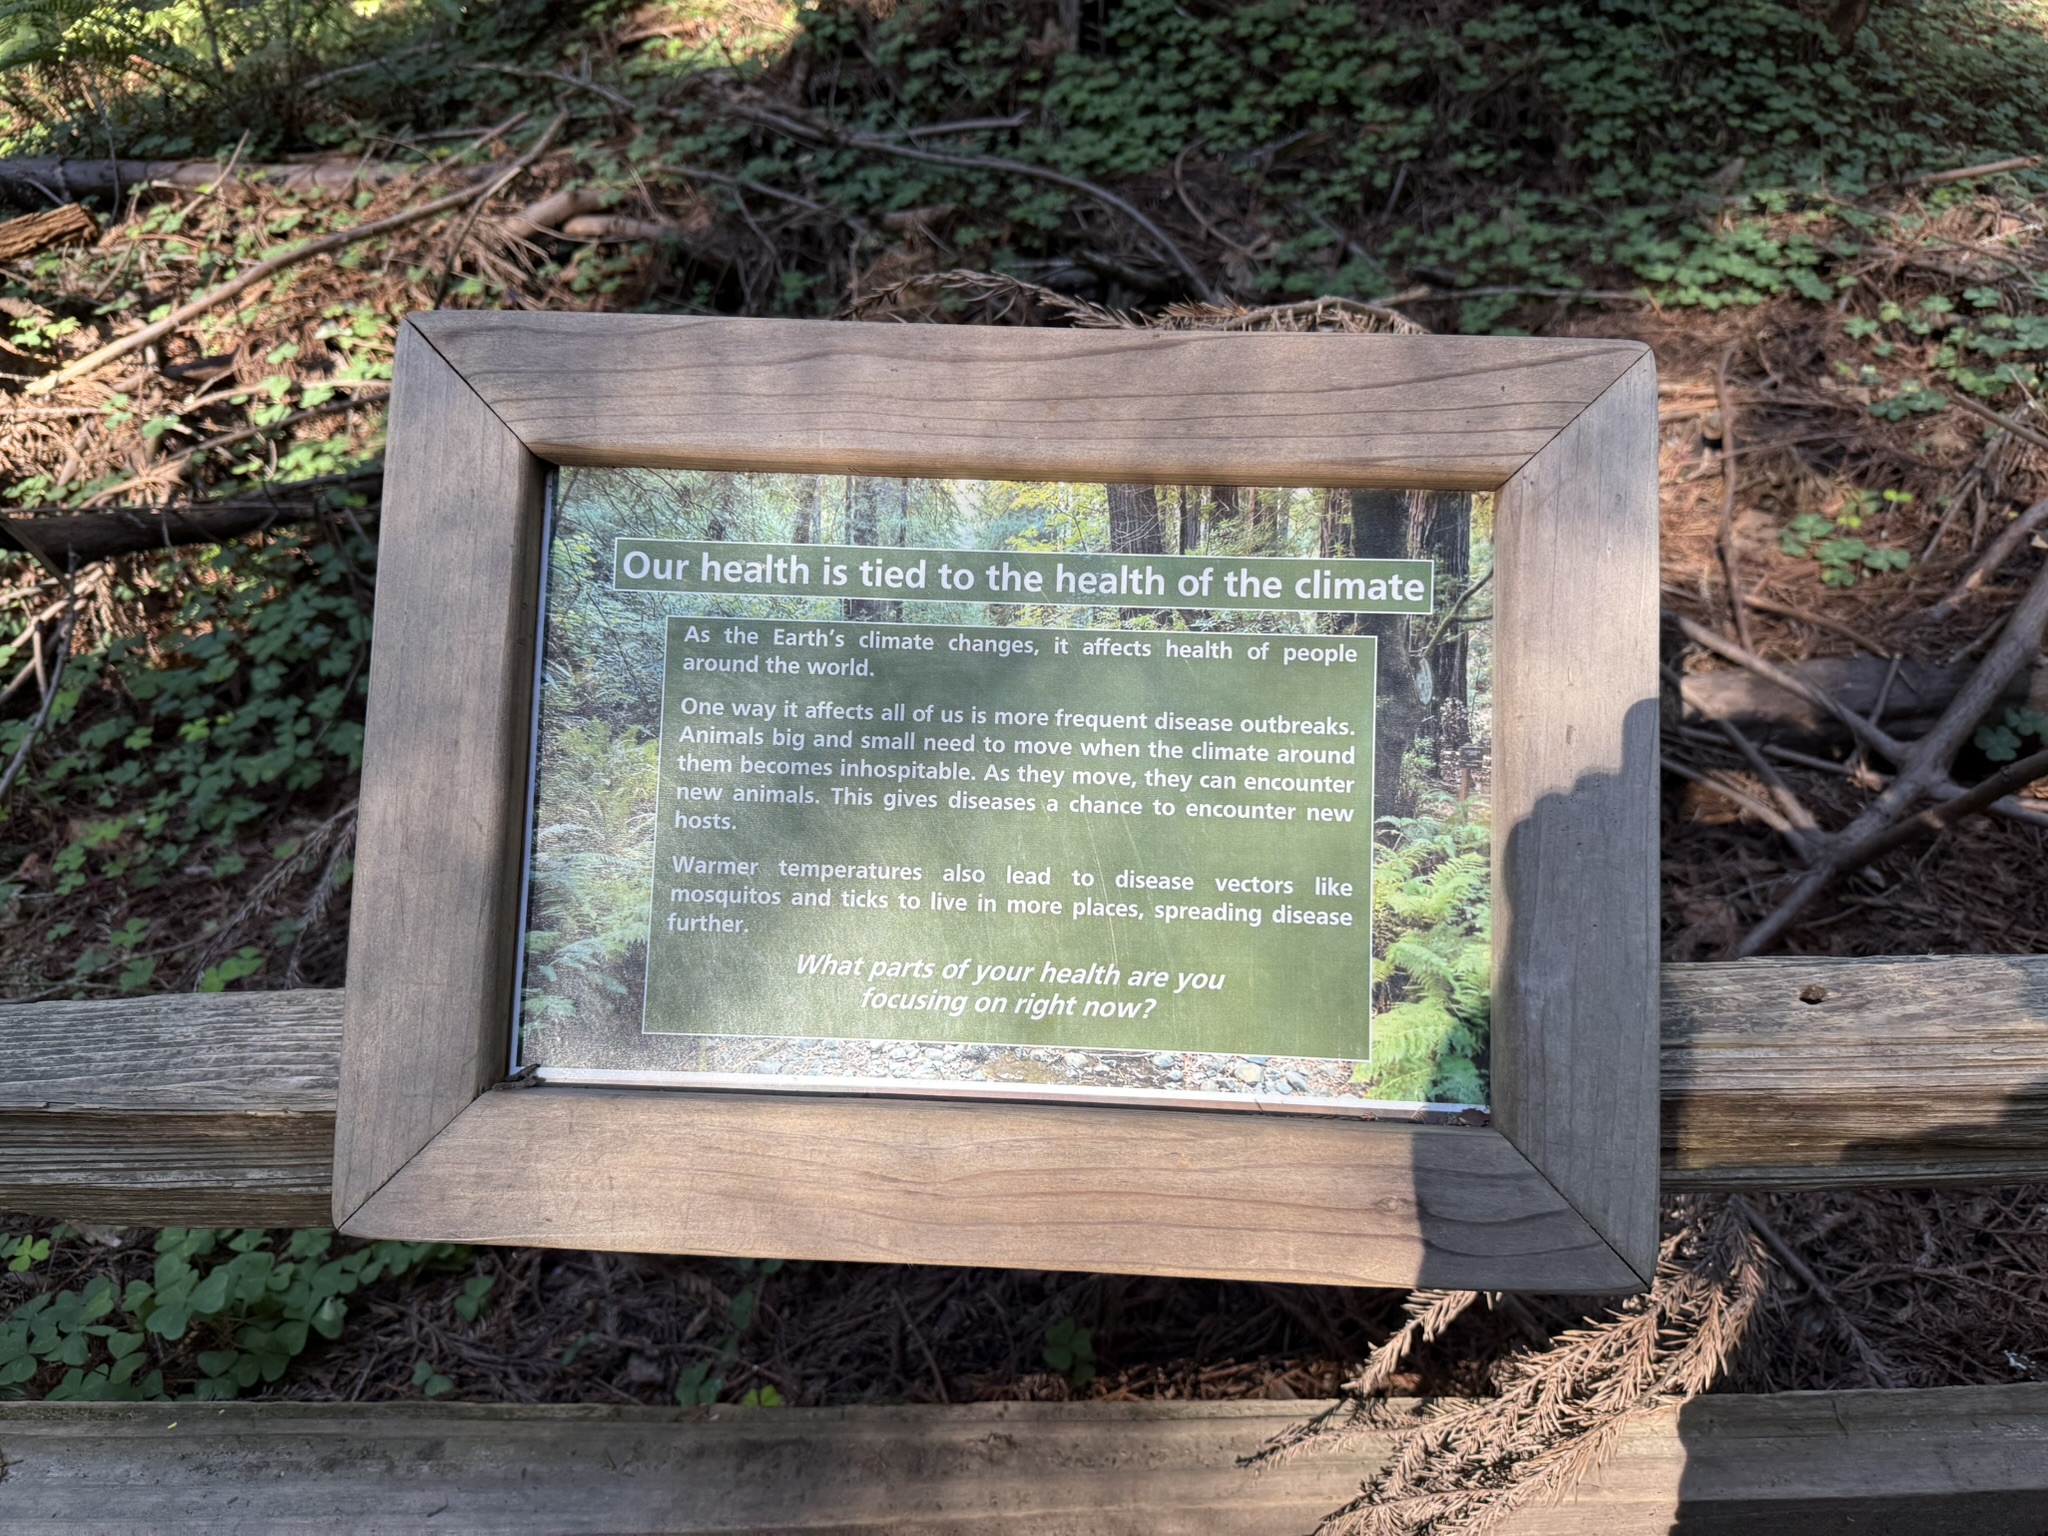 Our health is tied to the health of the climate
As the Earth's climate changes, it affects health of people
around the world.
One way it affects all of us is more frequent disease outbreaks.
Animals big and small need to move when the climate around
them becomes inhospitable. As they move, they can encounter
new animals. This gives diseases a chance to encounter new
hosts.
Warmer temperatures also lead to disease vectors like
mosquitos and ticks to live in more places, spreading disease
further.
What parts of your health are you
focusing on right now?